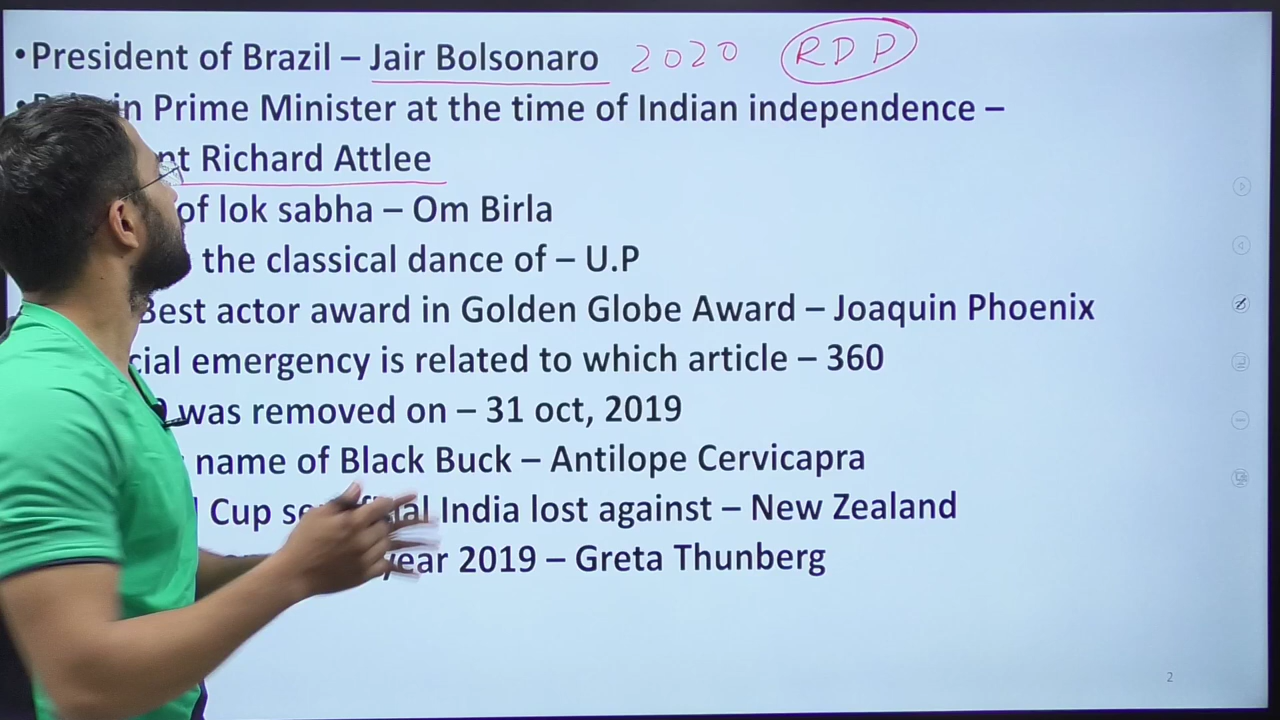 •President of Brazil – Jair Bolsonaro 2020 RDP
Prime Minister at the time of Indian independence –
Richard Attlee
of lok sabha – Om Birla
the classical dance of – U.P
Best actor award in Golden Globe Award – Joaquin Phoenix
emergency is related to which article – 360
was removed on – 31 oct, 2019
name of Black Buck – Antilope Cervicapra
Cup India lost against – New Zealand
year 2019 – Greta Thunberg
2